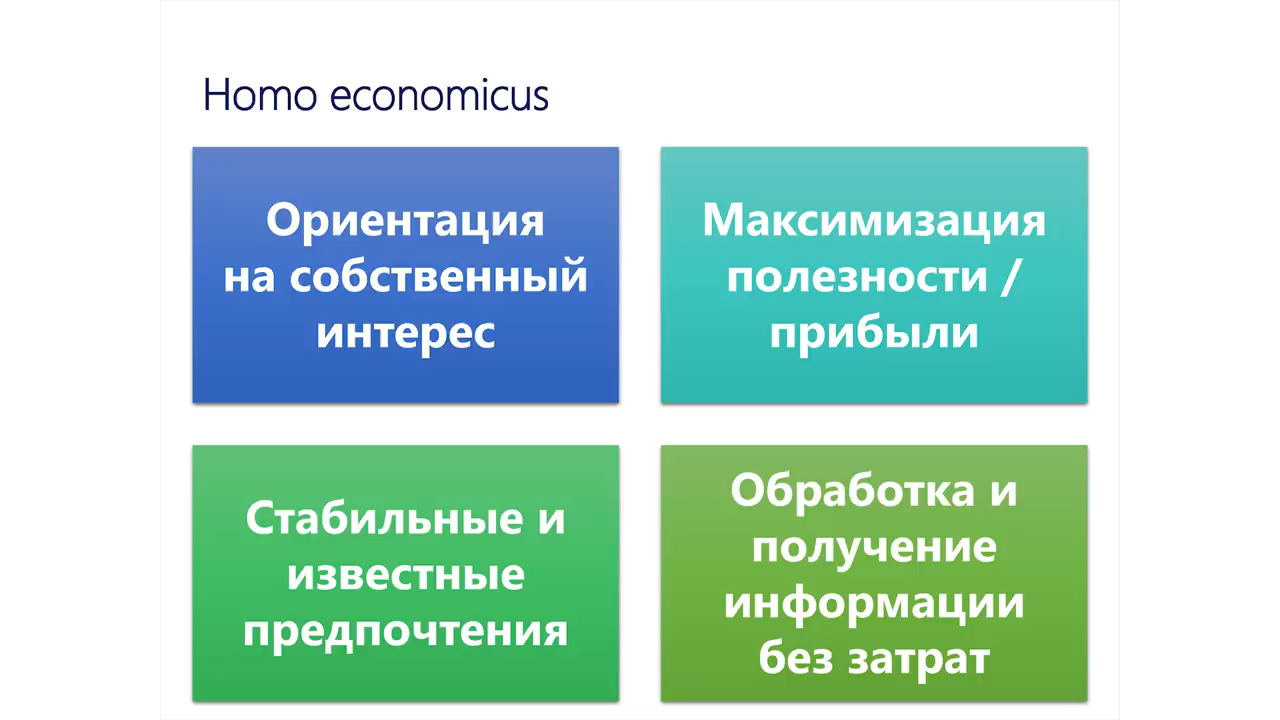 Homo economicus
Ориентация
на собственный
интерес
Максимизация
полезности /
прибыли
Стабильные и
известные
предпочтения
Обработка и
получение
информации
без затрат